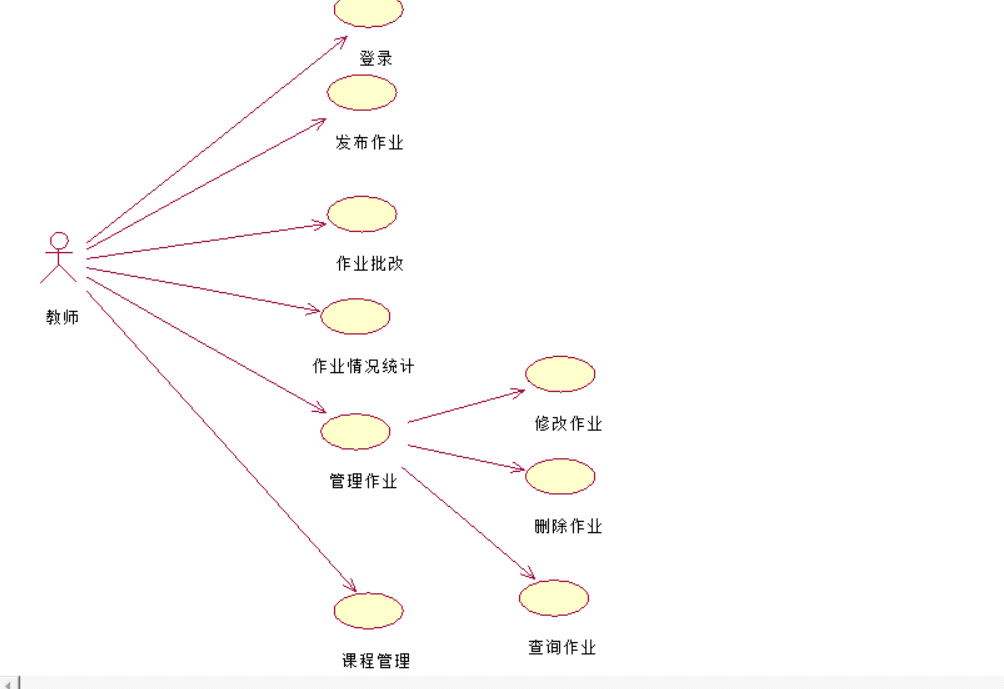 登录
发布作业
作业批改
教师
作业情况统计
修改作业
管理作业
删除作业
查询作业
课程管理